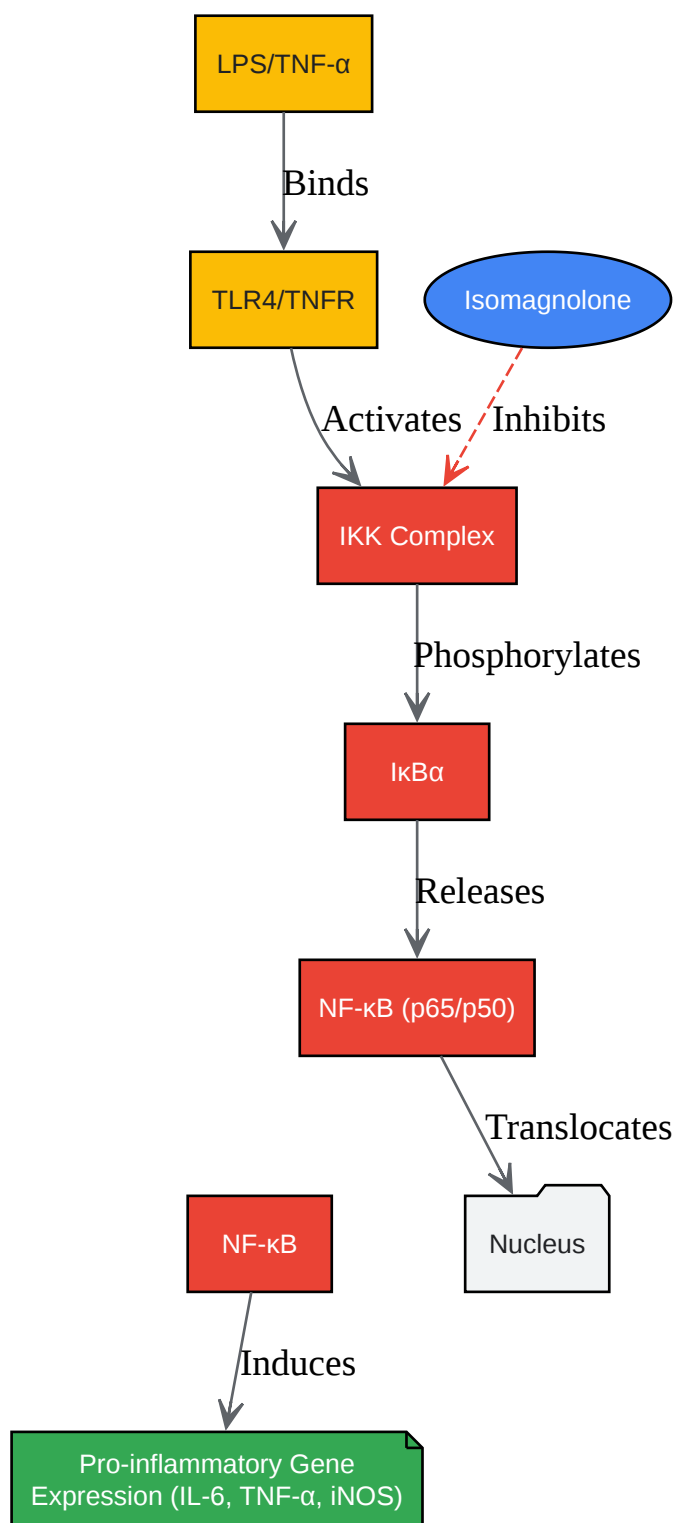 LPS/TNF-α
Binds
TLR4/TNFR
Isomagnolone
Activates
Inhibits
IKK Complex
Phosphorylates
IκBα
Releases
NF-κB (p65/p50)
Translocates
NF-κB
Nucleus
Induces
Pro-inflammatory Gene
Expression (IL-6, TNF-α, iNOS)